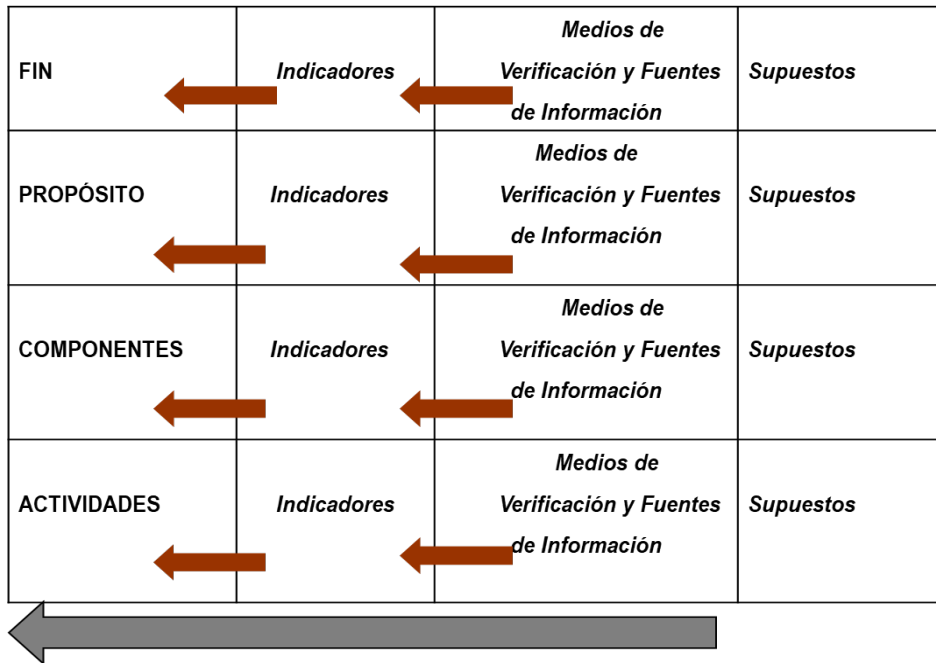 FIN
Indicadores
Medios de
Verificación y Fuentes
de Información
Supuestos
PROPÓSITO
Indicadores
Medios de
Verificación y Fuentes
de Información
Supuestos
COMPONENTES
Indicadores
Medios de
Verificación y Fuentes
de Información
Supuestos
ACTIVIDADES
Indicadores
Medios de
Verificación y Fuentes
de Información
Supuestos